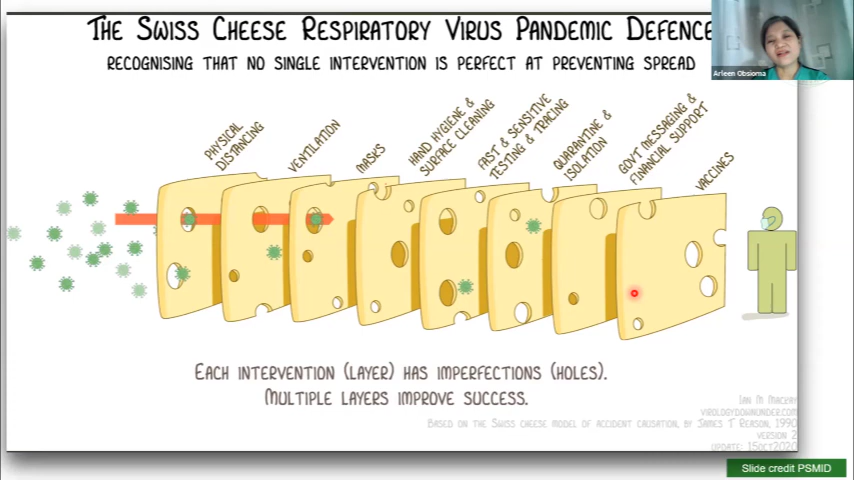 THE SWISS CHEESE RESPIRATORY VIRUS PANDEMIC DEFENCE
RECOGNISING THAT NO SINGLE INTERVENTION IS PERFECT AT PREVENTING SPREAD
Arleen Obsioma
PHYSICAL
DISTANCING
VENTILATION
MASKS
HAND HYGIENE &
SURFACE CLEANING
FAST & SENSITIVE
TESTING & TRACING
QUARANTINE &
ISOLATION
GOVT MESSAGING &
FINANCIAL SUPPORT
VACCINES
EACH INTERVENTION (LAYER) HAS IMPERFECTIONS (HOLES).
MULTIPLE LAYERS IMPROVE SUCCESS.
IAN M MACKAY
VIROLOGYDOWNUNDER.COM
BASED ON THE SWISS CHEESE MODEL OF ACCIDENT CAUSATION, BY JAMES T REASON, 1990
VERSION 2
UPDATE: 15OCT2020
Slide credit PSMID